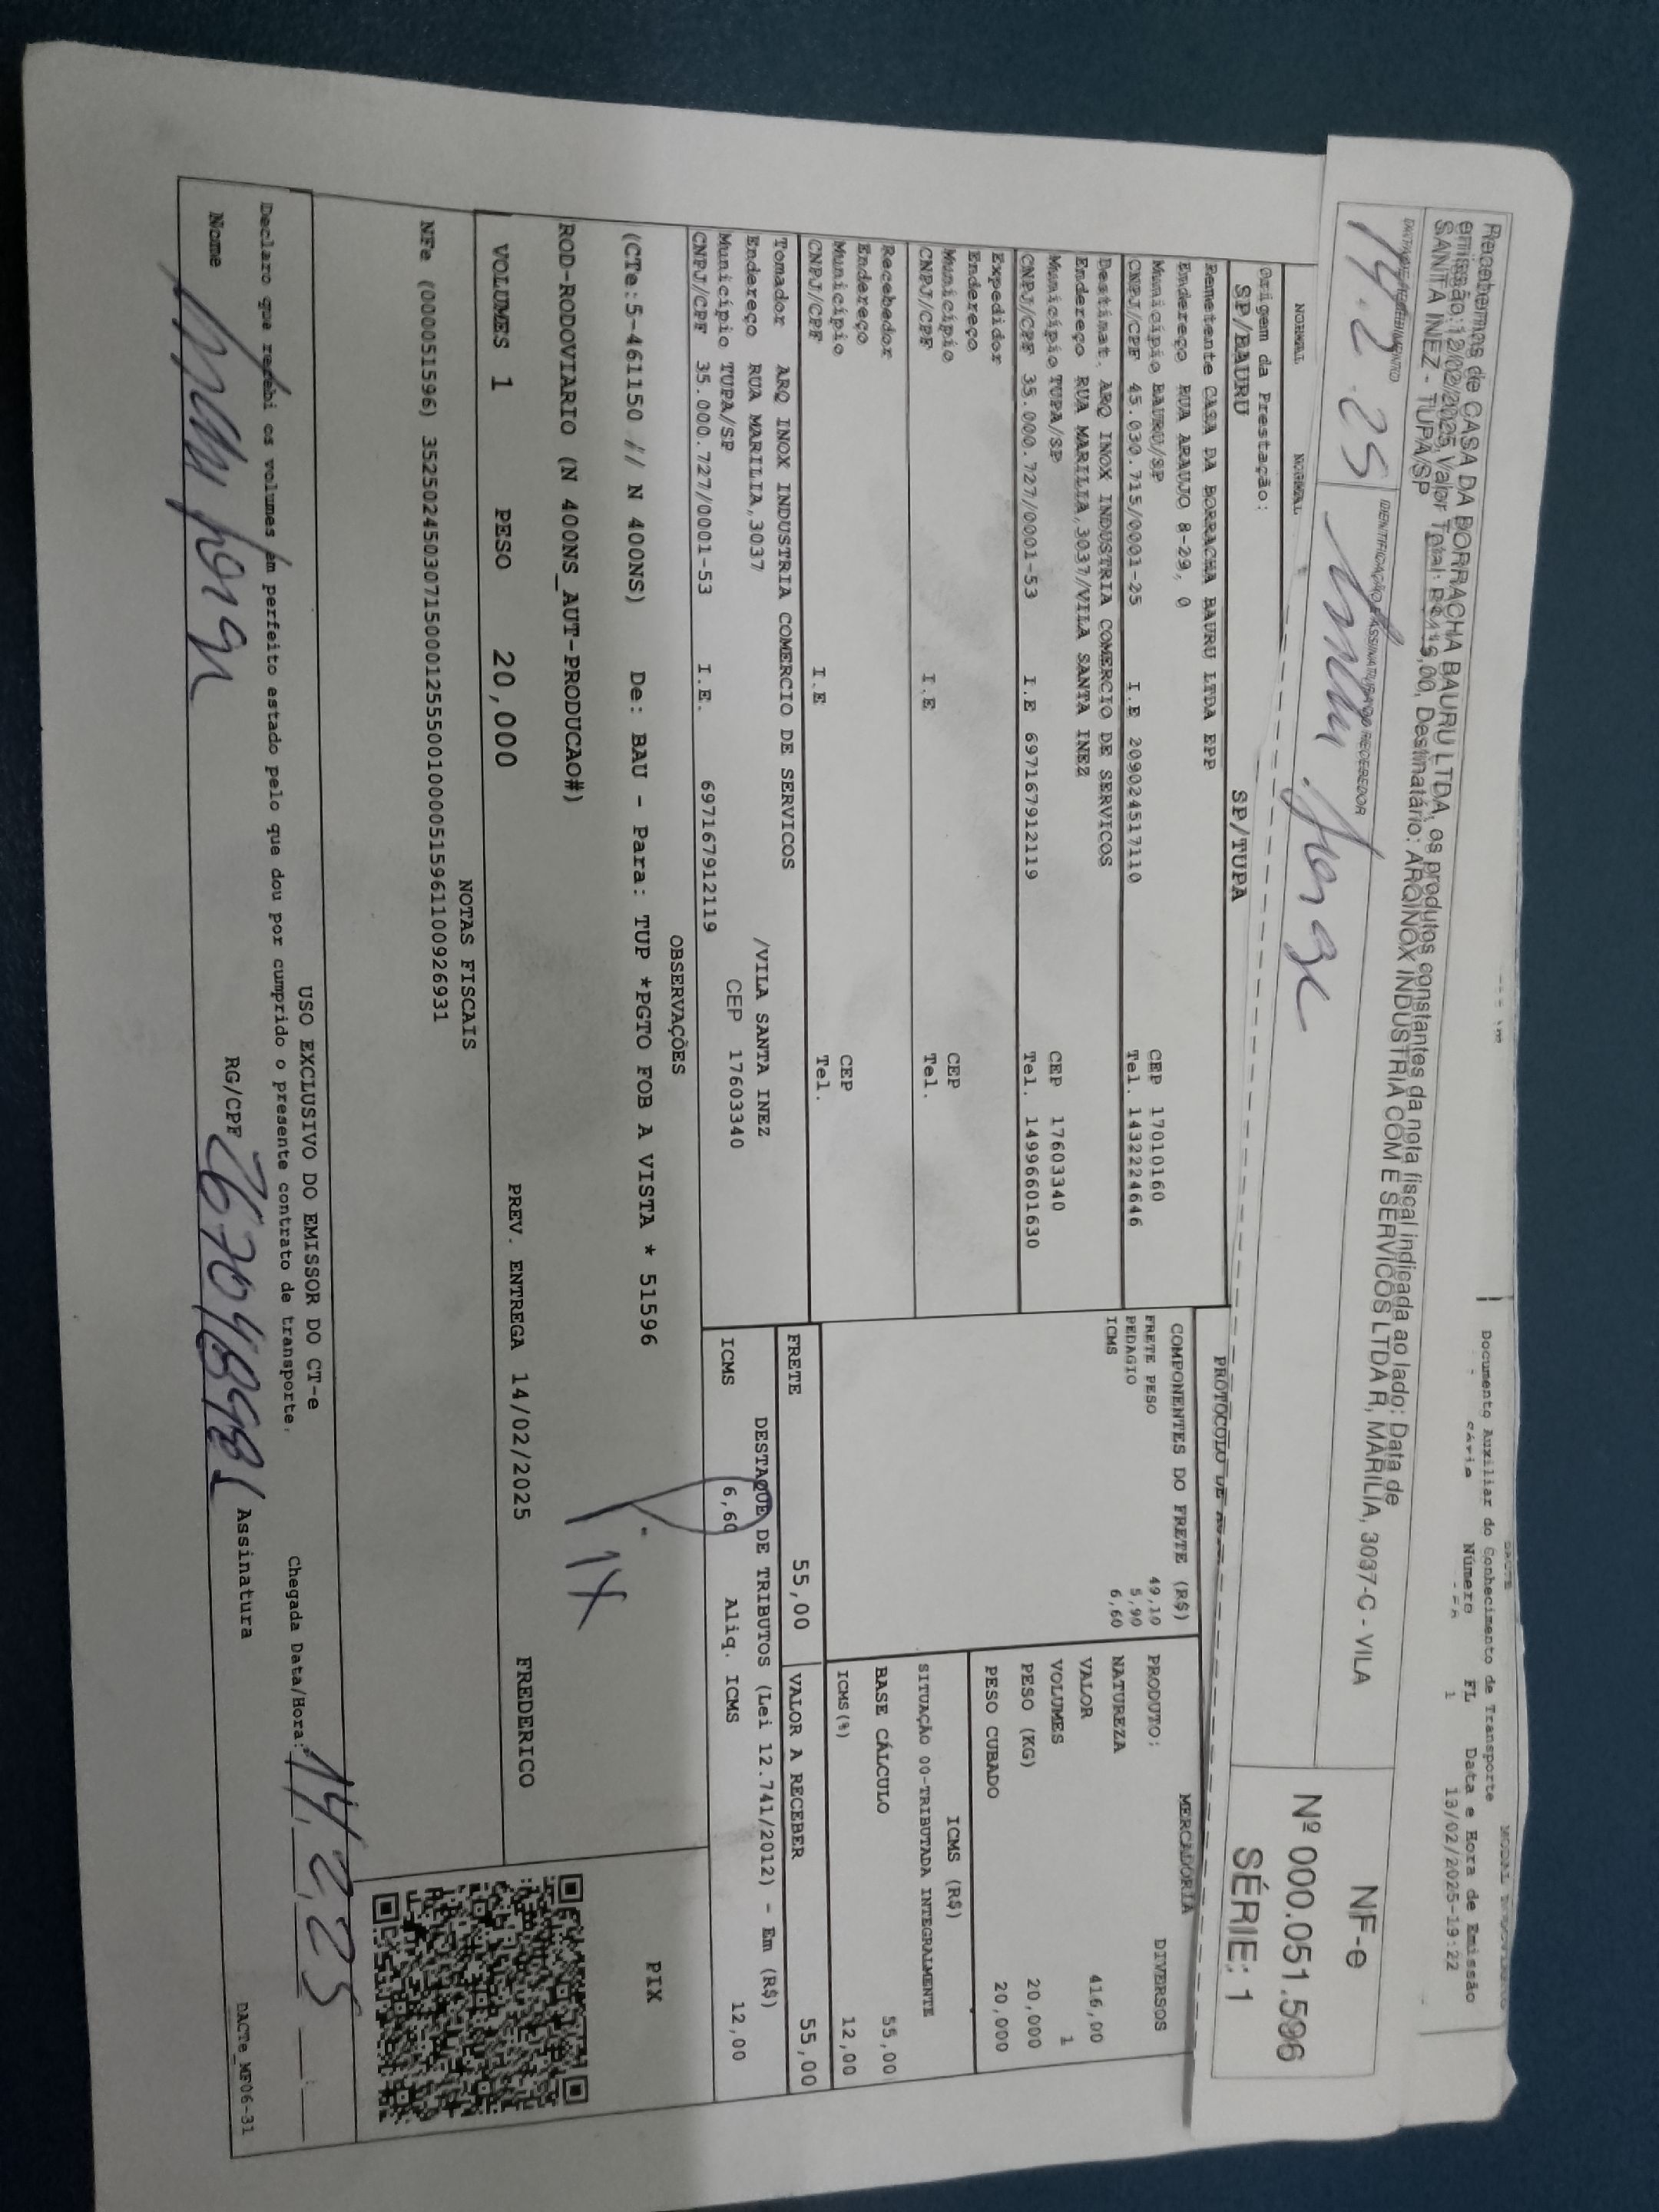 Recebemos de CASA DA BORRACHA BAURU LTDA, os produtos constantes da nota fiscal indicada ao lado: Data de
emissão:12/02/2025,Valor Total: R$416,00, Destinatário: ARQINOX INDUSTRIA COM E SERVICOS LTDA R, MARILIA, 3037-C - VILA
SANTA INEZ - TUPA/SP
DACTE
MODAL RODOVIÁRIO
Documento Auxiliar do Conhecimento de Transporte
Série Número FL Data e Hora de Emissão
1 13/02/2025-19:22
DATA DE RECEBIMENTO
IDENTIFICAÇÃO E ASSINATURA DO RECEBEDOR
14.2.25
NF-e
Nº 000.051.596
SÉRIE: 1
NORMAL NORMAL
Origem da Prestação:
SP/BAURU SP/TUPA
Remetente CASA DA BORRACHA BAURU LTDA EPP
Endereço RUA ARAUJO 8-29, 0
Município BAURU/SP CEP 17010160
CNPJ/CPF 45.030.715/0001-25 I.E 209024517110 Tel. 1432224646
Destinat. ARQ INOX INDUSTRIA COMERCIO DE SERVICOS
Endereço RUA MARILIA,3037/VILA SANTA INEZ
Município TUPA/SP CEP 17603340
CNPJ/CPF 35.000.727/0001-53 I.E 697167912119 Tel. 14996601630
Expedidor
Endereço
Município CEP
CNPJ/CPF I.E Tel.
Recebedor
Endereço
Município CEP
CNPJ/CPF I.E Tel.
Tomador ARQ INOX INDUSTRIA COMERCIO DE SERVICOS
Endereço RUA MARILIA,3037 /VILA SANTA INEZ
Município TUPA/SP CEP 17603340
CNPJ/CPF 35.000.727/0001-53 I.E. 697167912119
PROTOCOLO DE
COMPONENTES DO FRETE (R$)
FRETE PESO 49,10
PEDAGIO 5,90
ICMS 6,60
MERCADORIA
PRODUTO: DIVERSOS
NATUREZA
VALOR 416,00
VOLUMES 1
PESO (KG) 20,000
PESO CUBADO 20,000
ICMS (R$)
SITUAÇÃO 00-TRIBUTADA INTEGRALMENTE
BASE CÁLCULO 55,00
ICMS(%) 12,00
FRETE 55,00 VALOR A RECEBER 55,00
DESTAQUE DE TRIBUTOS (Lei 12.741/2012) - Em (R$)
ICMS 6,60 Aliq. ICMS 12,00
OBSERVAÇÕES
(CTe:5-461150 // N 400NS) De: BAU - Para: TUP *PGTO FOB A VISTA * 51596
ROD-RODOVIARIO (N 400NS_AUT-PRODUCAO#)
PIX
VOLUMES 1 PESO 20,000 PREV. ENTREGA 14/02/2025 FREDERICO
NOTAS FISCAIS
NFe (000051596) 35250245030715000125550010000515961100926931
USO EXCLUSIVO DO EMISSOR DO CT-e
Declaro que recebi os volumes em perfeito estado pelo que dou por cumprido o presente contrato de transporte. Chegada Data/Hora: 14,2,25
Nome RG/CPF Assinatura
DACTe_MF06-31